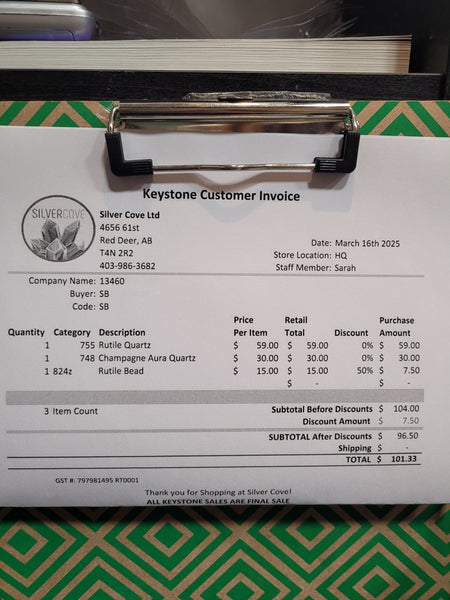 Keystone Customer Invoice
SILVERCOVE
Silver Cove Ltd
4656 61st
Red Deer, AB
T4N 2R2
403-986-3682
Date: March 16th 2025
Store Location: HQ
Staff Member: Sarah
Company Name: 13460
Buyer: SB
Code: SB
Quantity Category Description Price Per Item Retail Total Discount Purchase Amount
1 755 Rutile Quartz $ 59.00 $ 59.00 0% $ 59.00
1 748 Champagne Aura Quartz $ 30.00 $ 30.00 0% $ 30.00
1 824z Rutile Bead $ 15.00 $ 15.00 50% $ 7.50
$ - $ -
3 Item Count Subtotal Before Discounts $ 104.00
Discount Amount $ 7.50
SUBTOTAL After Discounts $ 96.50
Shipping $ -
TOTAL $ 101.33
GST #: 797981495 RT0001
Thank you for Shopping at Silver Cove!
ALL KEYSTONE SALES ARE FINAL SALE